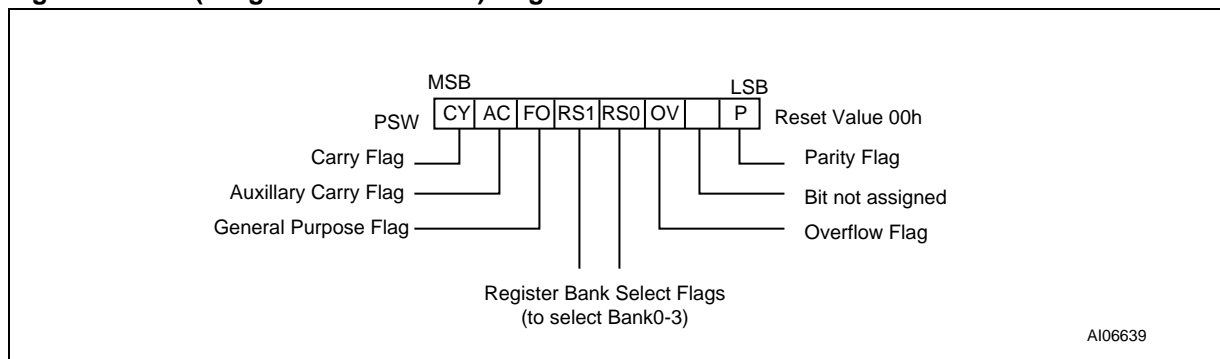 MSB
LSB
PSW CY AC FO RS1 RS0 OV P Reset Value 00h
Carry Flag
Parity Flag
Auxillary Carry Flag
Bit not assigned
General Purpose Flag
Overflow Flag
Register Bank Select Flags
(to select Bank0-3)
AI06639